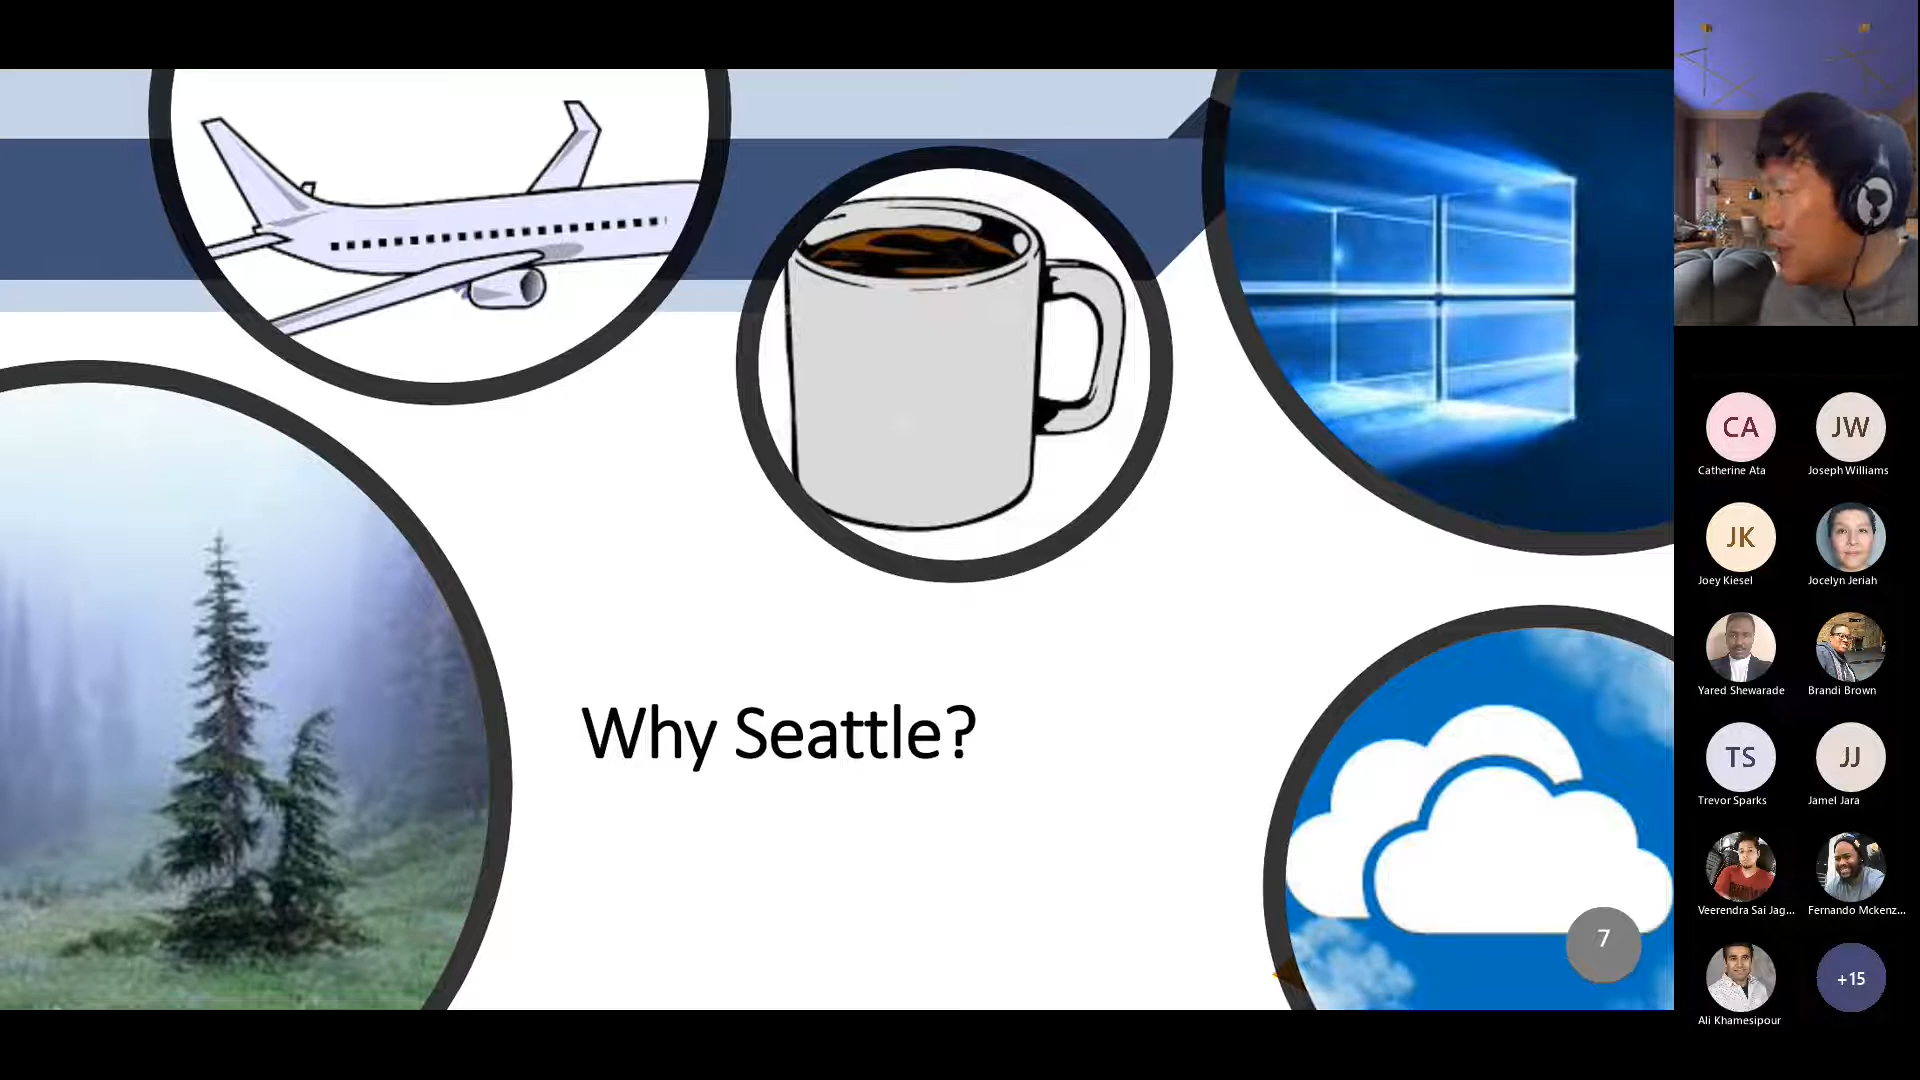 Why Seattle?
7
CA
JW
Catherine Ata
Joseph Williams
JK
Joey Kiesel
Jocelyn Jeriah
Yared Shewarade
Brandi Brown
TS
JJ
Trevor Sparks
Jamel Jara
Veerendra Sai Jag...
Fernando Mckenz...
+15
Ali Khamesipour